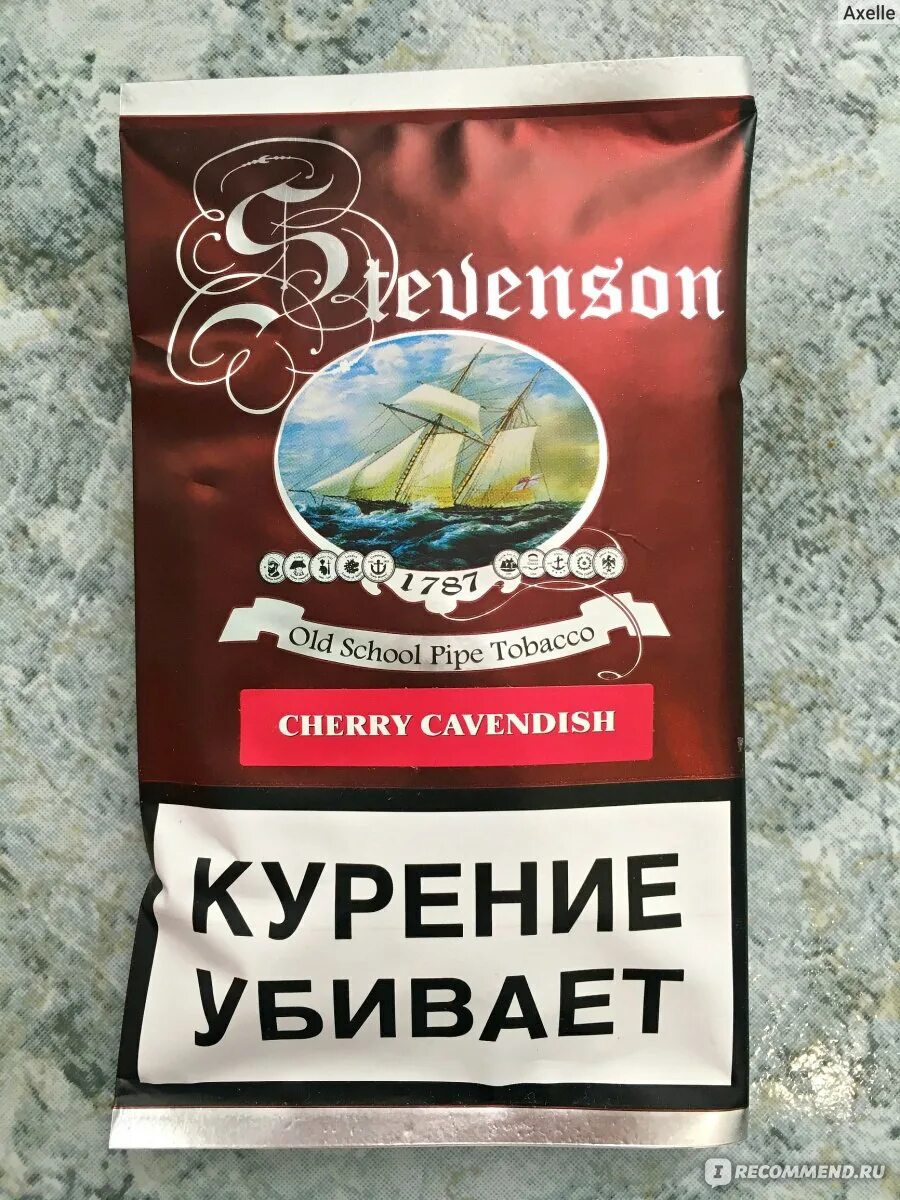 Axelle
Stevenson
1787
Old School Pipe Tobacco
CHERRY CAVENDISH
КУРЕНИЕ
УБИВАЕТ
I RECOMMEND.RU